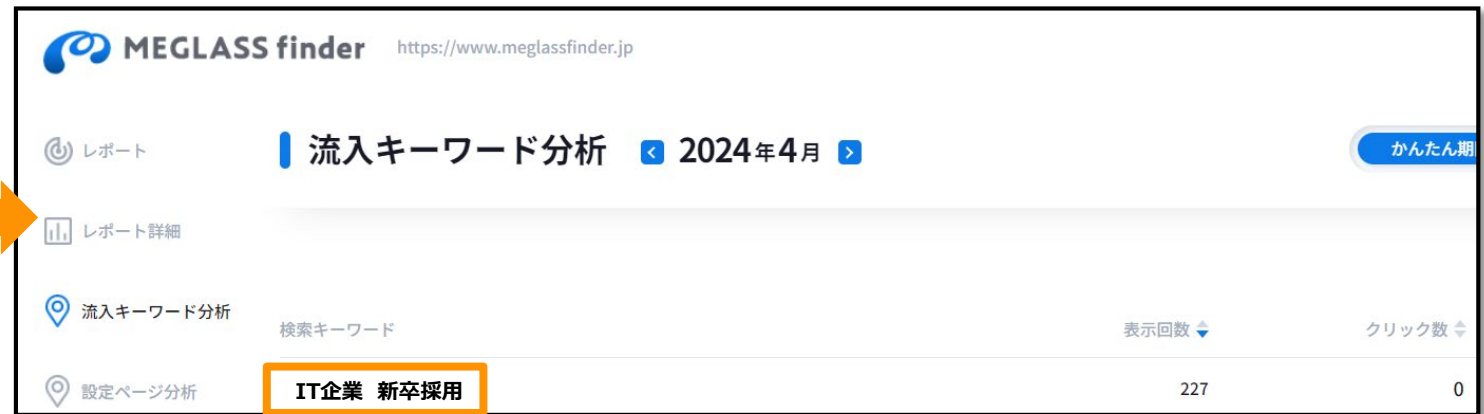 MEGLASS finder https://www.meglassfinder.jp
レポート
流入キーワード分析 2024年4月
かんたん期
レポート詳細
流入キーワード分析
検索キーワード 表示回数 クリック数
設定ページ分析
IT企業 新卒採用 227 0